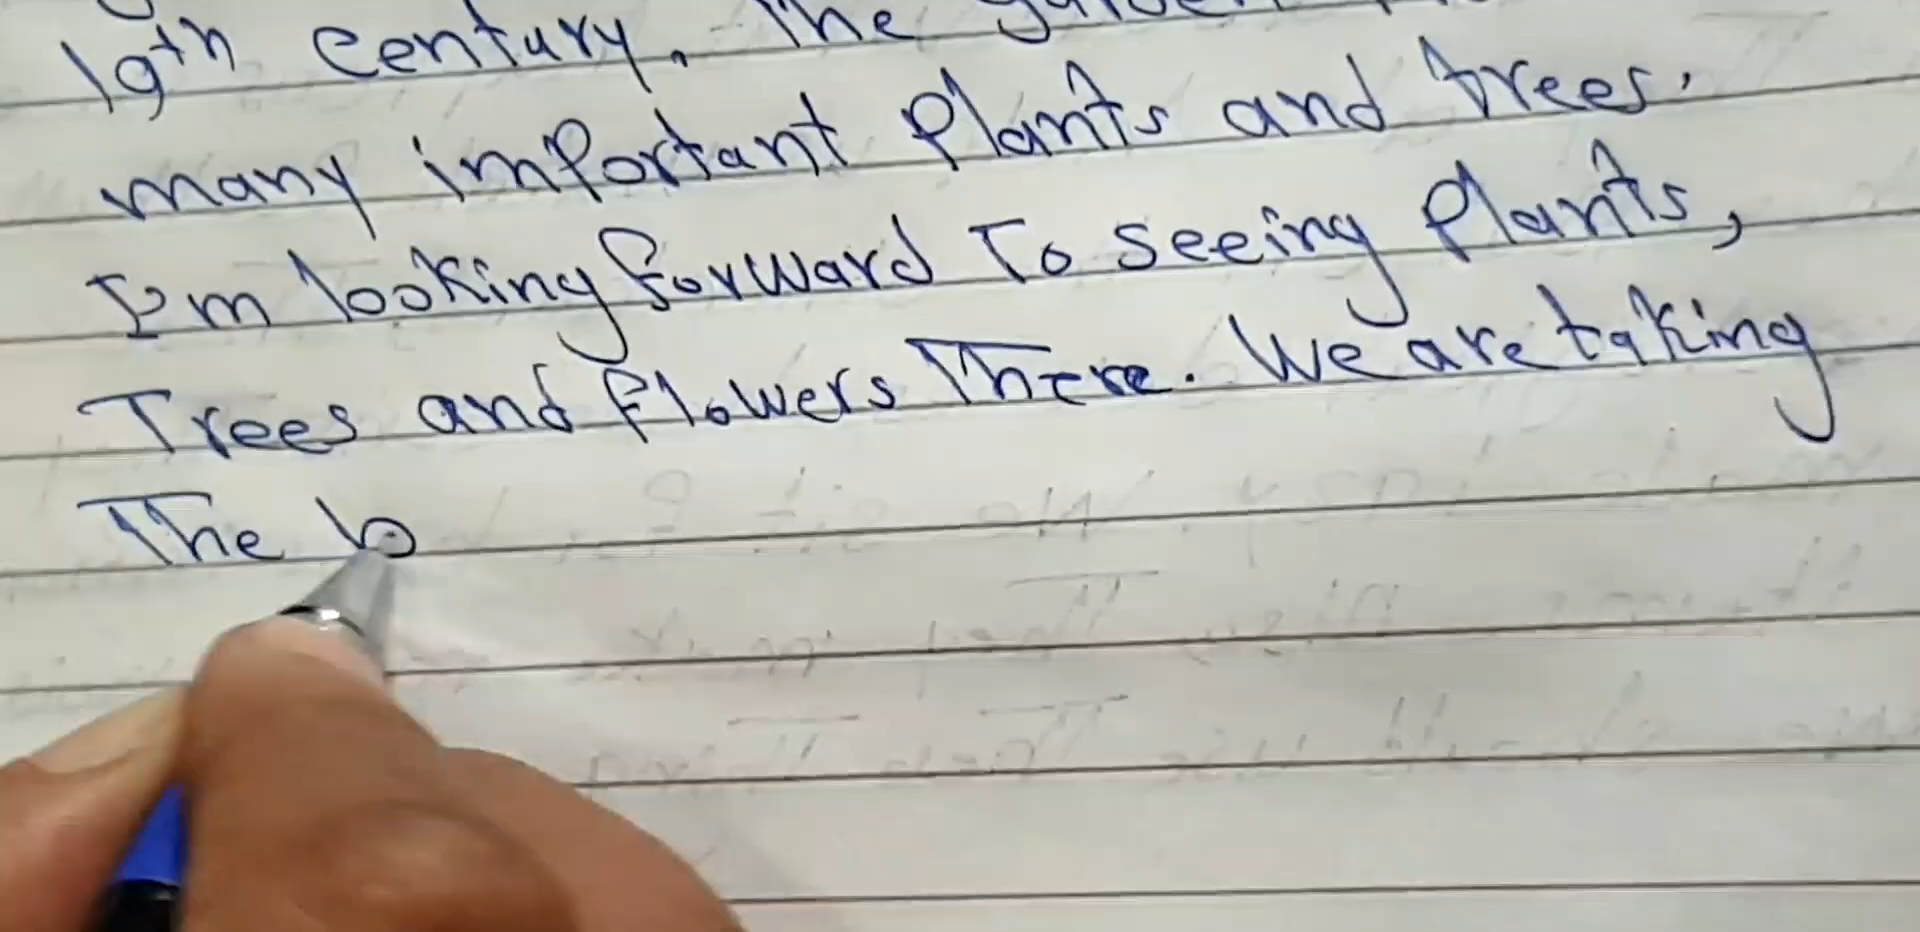 19th century. The garden
many important Plants and trees.
I'm looking forward To seeing Plants,
Trees and Flowers There. We are taking
The b